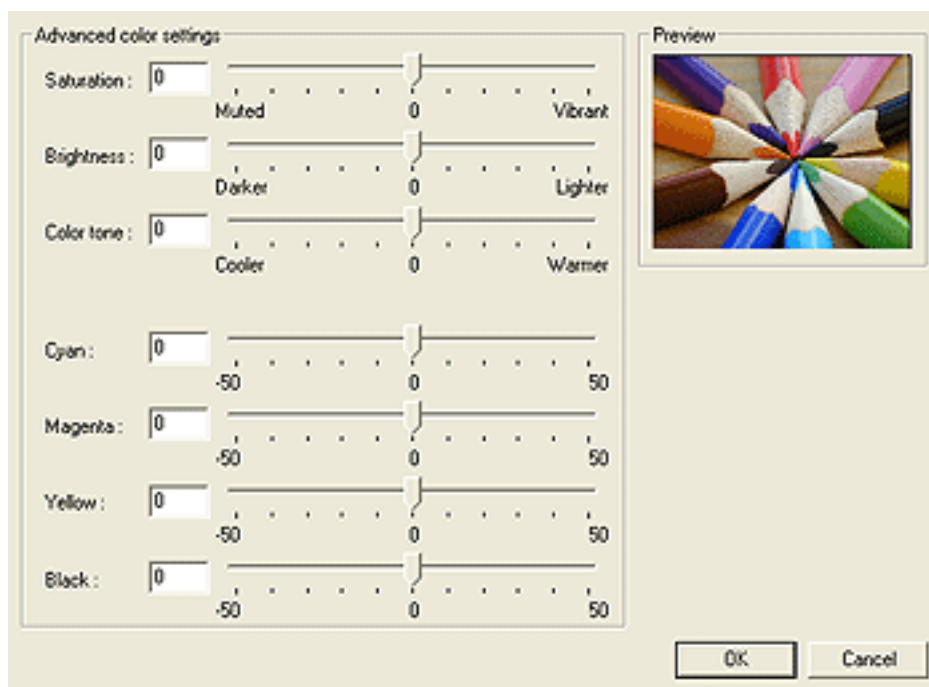 Advanced color settings
Saturation : 0
Muted 0 Vibrant
Brightness : 0
Darker 0 Lighter
Color tone : 0
Cooler 0 Warmer
Cyan : 0
-50 0 50
Magenta : 0
-50 0 50
Yellow : 0
-50 0 50
Black : 0
-50 0 50
Preview
OK Cancel